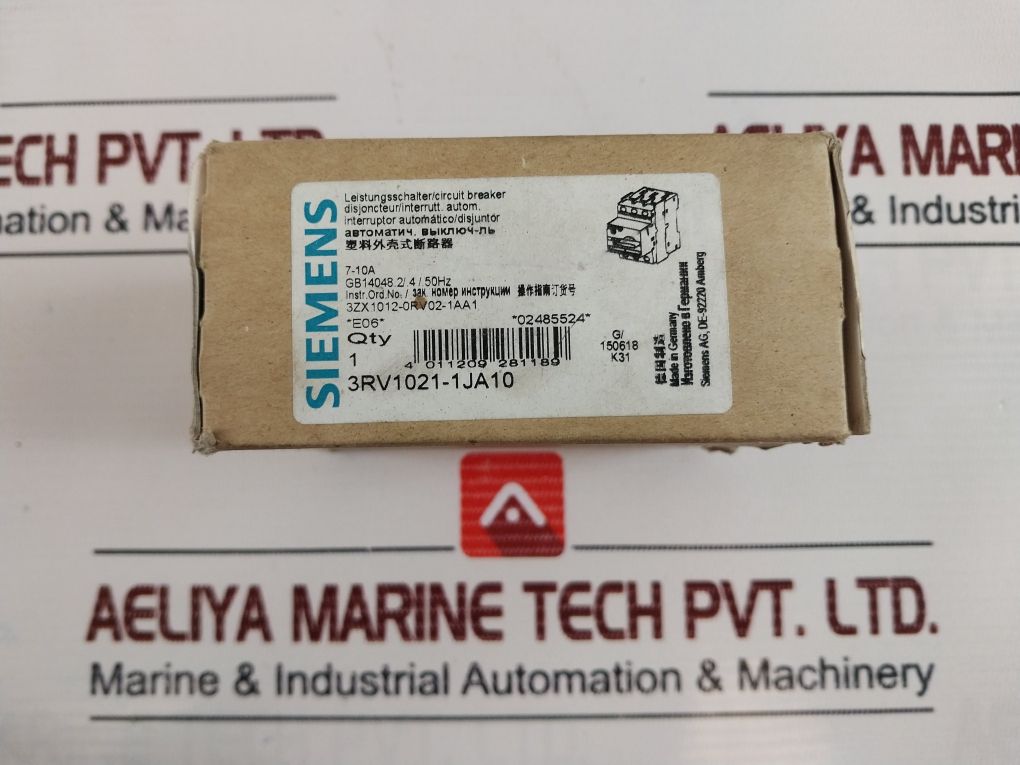 ECH PVT. LTD.
AELIYA MARI
mation & Ma
& Industri
SIEMENS
Leistungsschalter/circuit breaker
disjoncteur/interrutt. autom.
interruptor automático/disjuntor
автоматич. выключ-ль
塑料外壳式断路器
7-10A
GB14048.2/ 4 / 50Hz
Instr.Ord.No. / зак. номер инструкции 操作指南订货号
3ZX1012-0RV02-1AA1
*E06*
*02485524*
Qty
1
4 011209 281189
G/
150618
K31
3RV1021-1JA10
德国制造
Made in Germany
Изготовлено в Германии
Siemens AG, DE-92220 Amberg
AELIYA MARINE TECH PVT. LTD.
Marine & Industrial Automation & Machinery